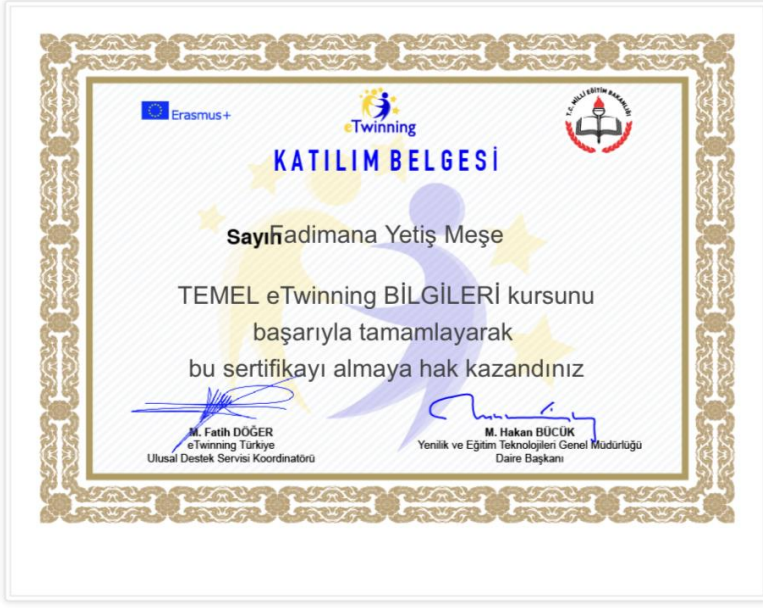 Erasmus+
eTwinning
T.C. MİLLİ EĞİTİM BAKANLIĞI
KATILIM BELGESİ
Sayın Fadimana Yetiş Meşe
TEMEL eTwinning BİLGİLERİ kursunu
başarıyla tamamlayarak
bu sertifikayı almaya hak kazandınız
M. Fatih DÖĞER
eTwinning Türkiye
Ulusal Destek Servisi Koordinatörü
M. Hakan BÜCÜK
Yenilik ve Eğitim Teknolojileri Genel Müdürlüğü
Daire Başkanı